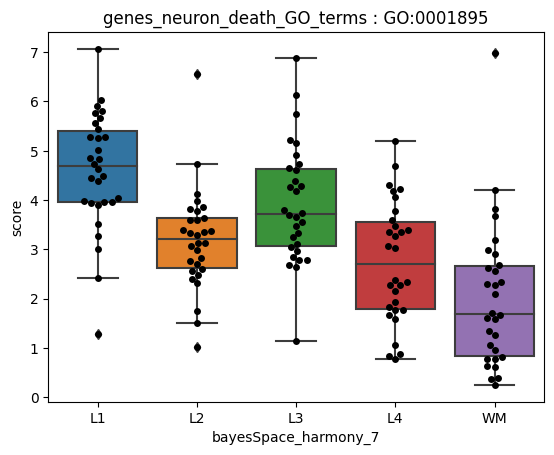 genes_neuron_death_GO_terms : GO:0001895
7
6
5
4
3
2
1
0
score
L1 L2 L3 L4 WM
bayesSpace_harmony_7